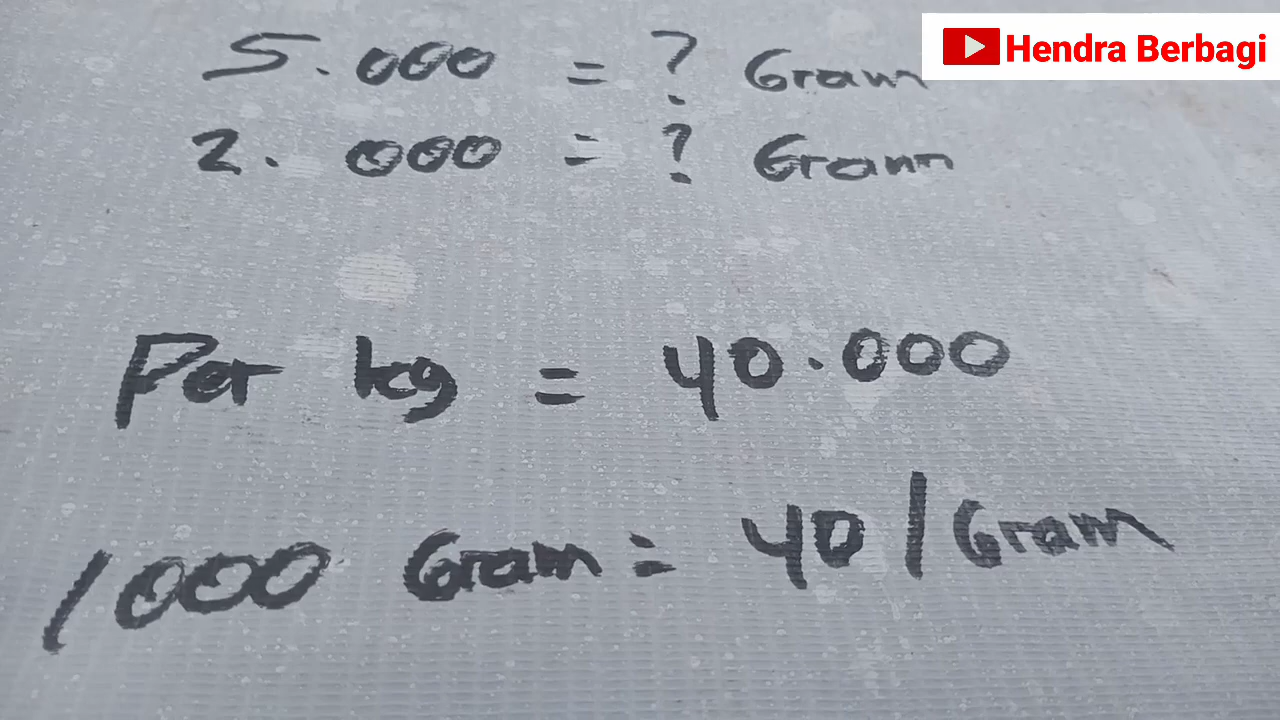 Hendra Berbagi
5.000 = ? Gram
2.000 = ? Gram
Per kg = 40.000
1000 Gram = 40 / Gram